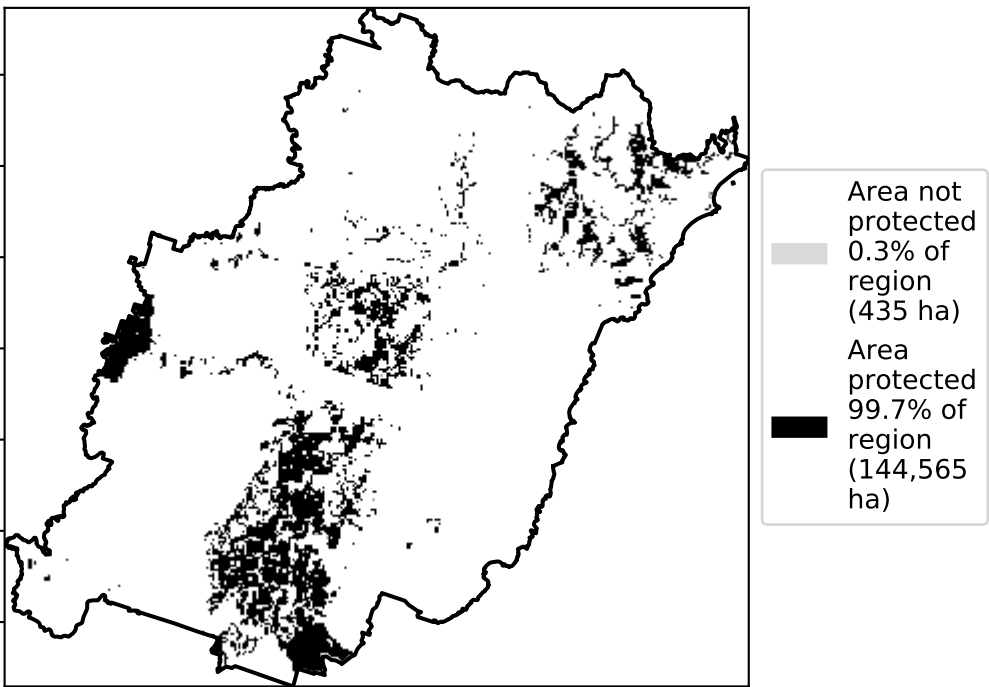 Area not
protected
0.3% of
region
(435 ha)
Area
protected
99.7% of
region
(144,565
ha)